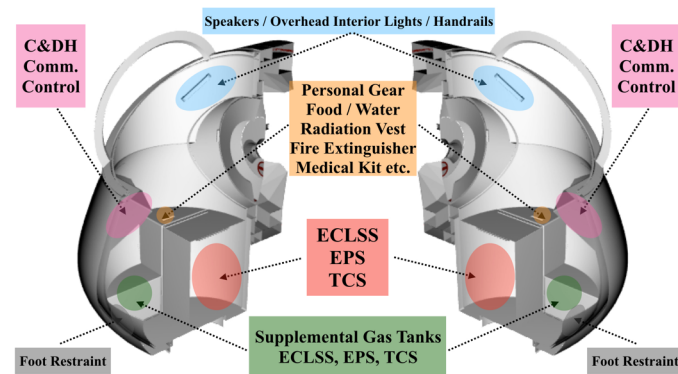 Speakers / Overhead Interior Lights / Handrails
C&DH
Comm.
Control
C&DH
Comm.
Control
Personal Gear
Food / Water
Radiation Vest
Fire Extinguisher
Medical Kit etc.
ECLSS
EPS
TCS
Supplemental Gas Tanks
ECLSS, EPS, TCS
Foot Restraint
Foot Restraint